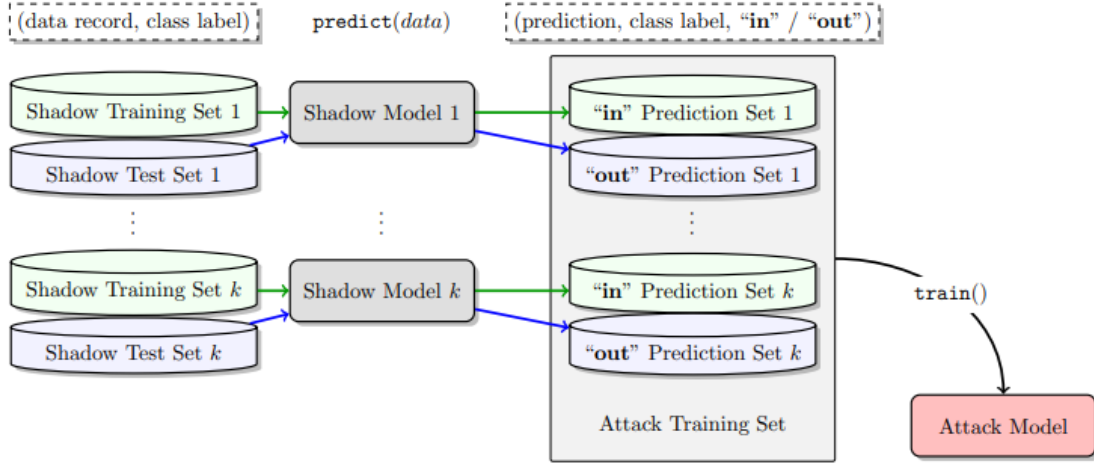 (data record, class label)
predict(data)
(prediction, class label, “in” / “out”)
Shadow Training Set 1
Shadow Model 1
“in” Prediction Set 1
Shadow Test Set 1
“out” Prediction Set 1
⋮ ⋮ ⋮
Shadow Training Set k
Shadow Model k
“in” Prediction Set k
train()
Shadow Test Set k
“out” Prediction Set k
Attack Training Set
Attack Model